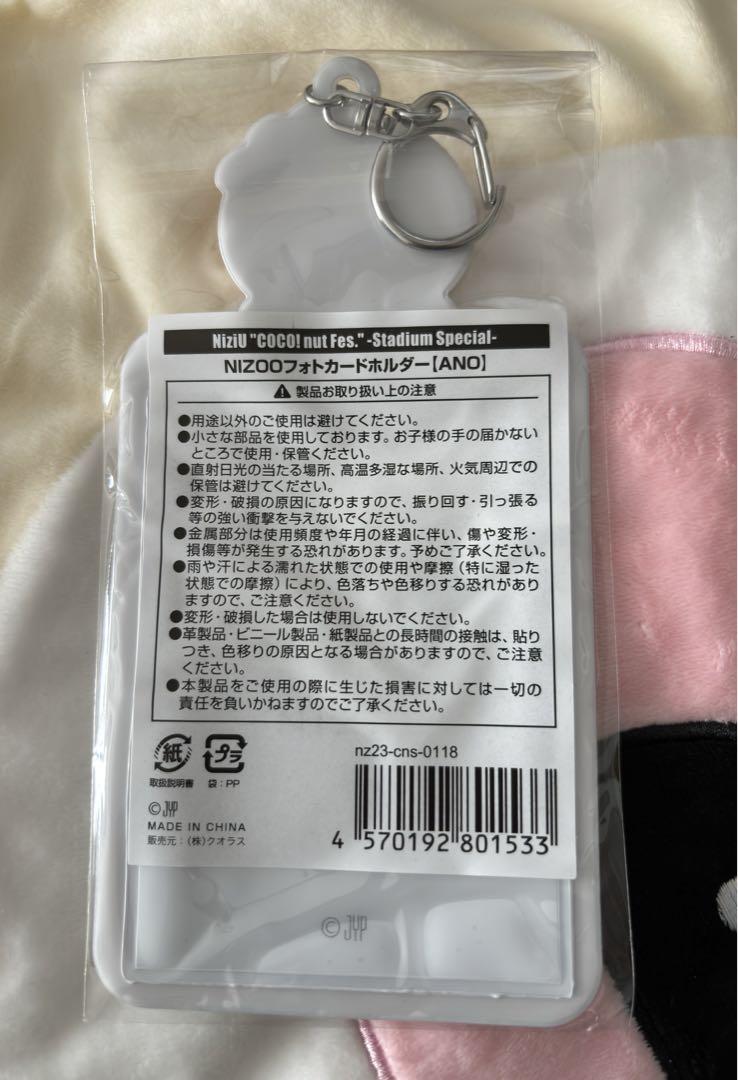 NiziU "COCO! nut Fes." -Stadium Special-
NIZOOフォトカードホルダー【ANO】
製品お取り扱い上の注意
●用途以外のご使用は避けてください。
●小さな部品を使用しております。お子様の手の届かない
ところで使用・保管ください。
●直射日光の当たる場所、高温多湿な場所、火気周辺での
保管は避けてください。
●変形・破損の原因になりますので、振り回す・引っ張る
等の強い衝撃を与えないでください。
●金属部分は使用頻度や年月の経過に伴い、傷や変形・
損傷等が発生する恐れがあります。予めご了承ください。
●雨や汗による濡れた状態での使用や摩擦（特に湿った
状態での摩擦）により、色落ちや色移りする恐れがあり
ますので、ご注意ください。
●変形・破損した場合は使用しないでください。
●革製品・ビニール製品・紙製品との長時間の接触は、貼り
つき、色移りの原因となる場合がありますので、ご注意
ください。
●本製品をご使用の際に生じた損害に対しては一切の
責任を負いかねますのでご了承ください。
紙 プラ
取扱説明書 袋：PP
nz23-cns-0118
©JYP
MADE IN CHINA
販売元：(株)クオラス
4 570192 801533
©JYP